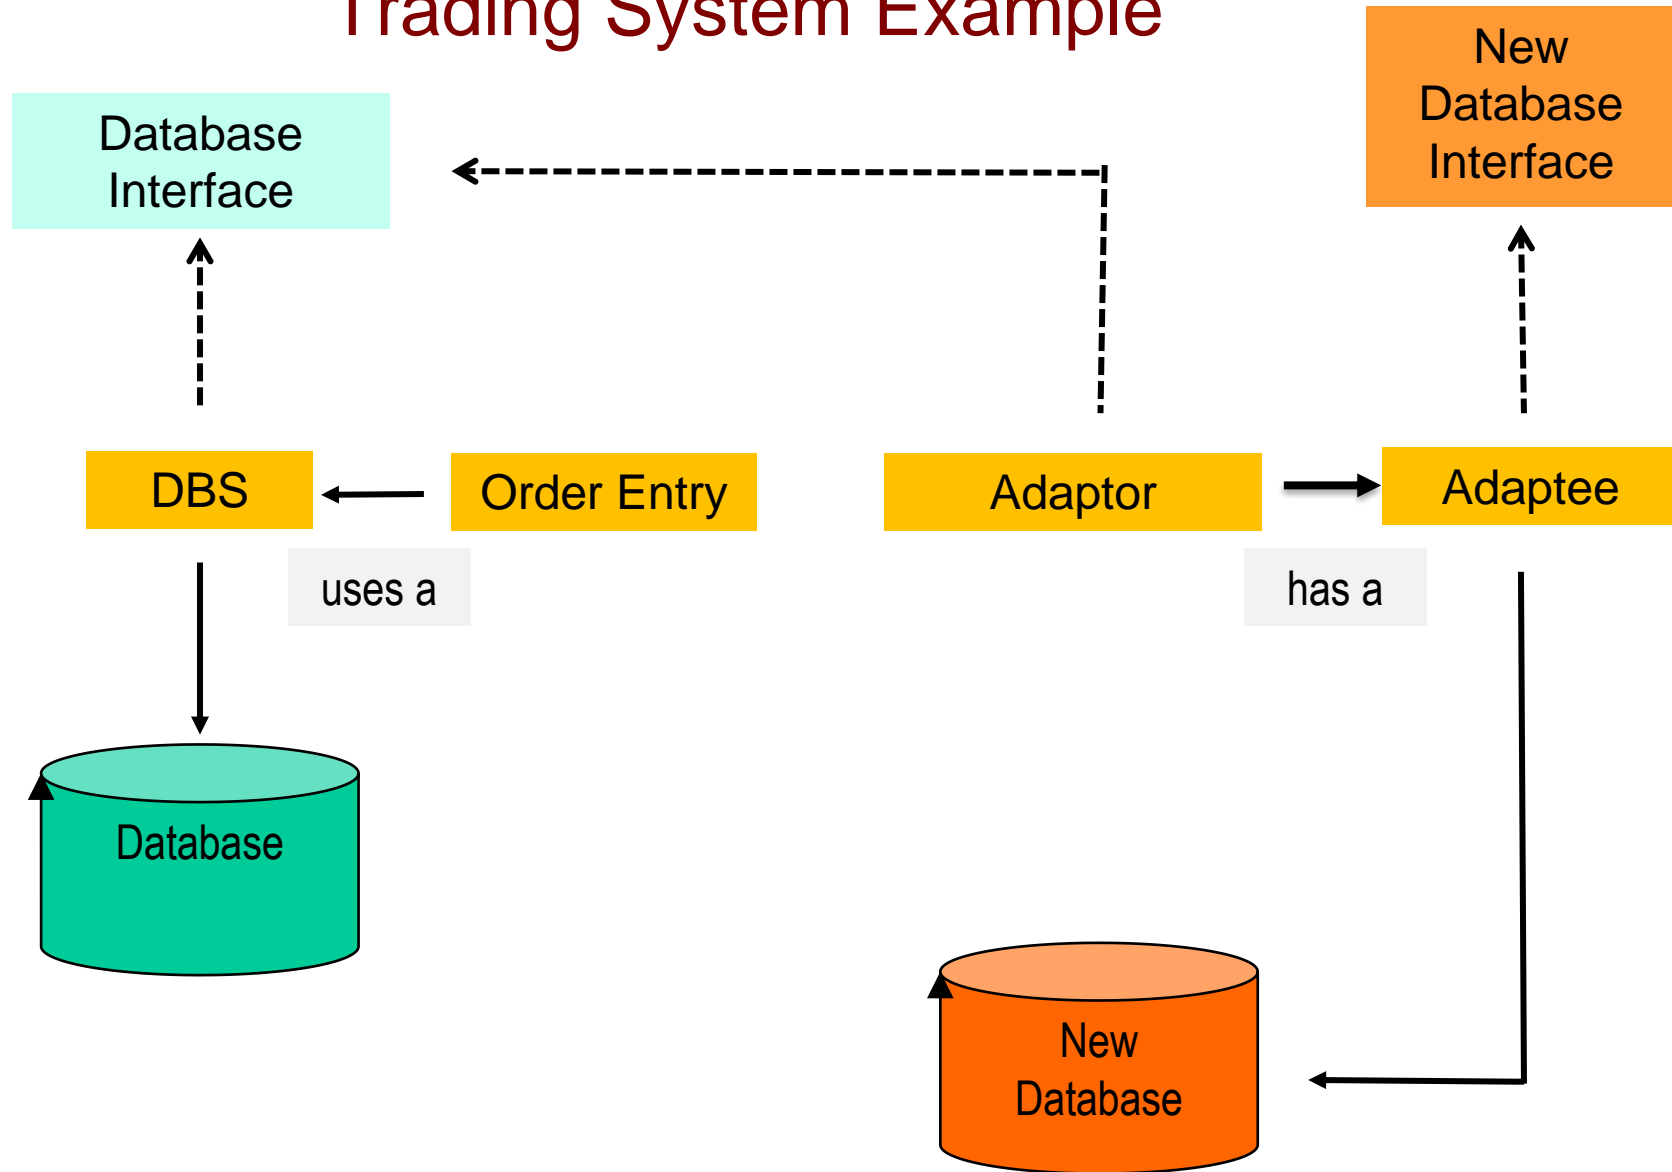 Trading System Example
New
Database
Interface
Database
Interface
DBS
Order Entry
Adaptor
Adaptee
uses a
has a
Database
New
Database